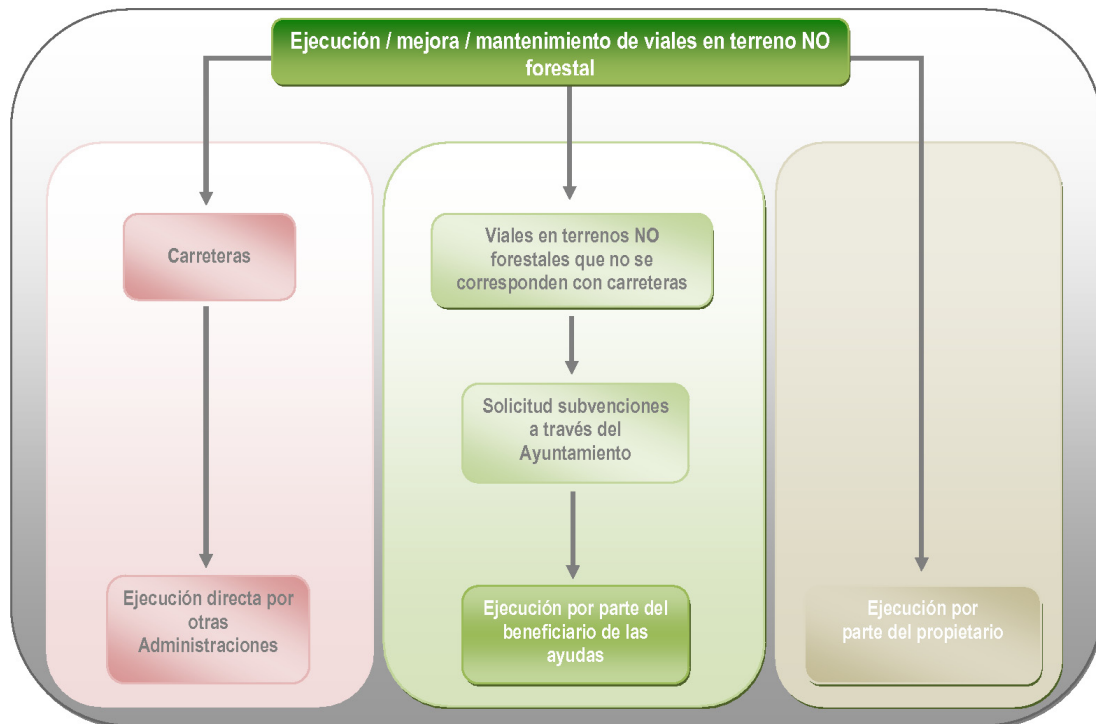 Ejecución / mejora / mantenimiento de viales en terreno NO
forestal
Carreteras
Viales en terrenos NO
forestales que no se
corresponden con carreteras
Solicitud subvenciones
a través del
Ayuntamiento
Ejecución directa por
otras
Administraciones
Ejecución por parte del
beneficiario de las
ayudas
Ejecución por
parte del propietario